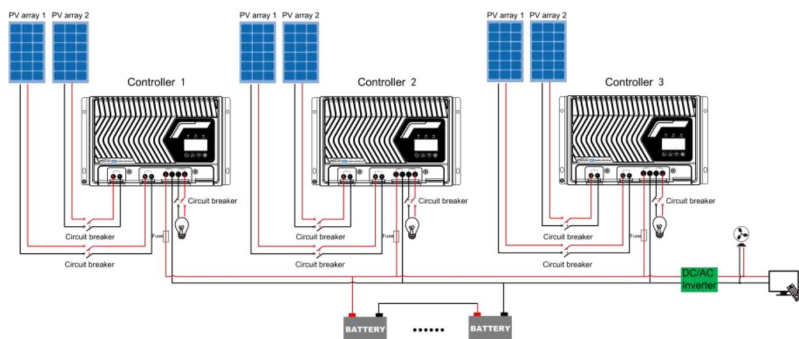 PV array 1
PV array 2
PV array 1
PV array 2
PV array 1
PV array 2
Controller 1
Controller 2
Controller 3
Circuit breaker
Circuit breaker
Circuit breaker
Circuit breaker
Circuit breaker
Circuit breaker
Circuit breaker
Circuit breaker
Circuit breaker
Fuse
Fuse
Fuse
DC/AC
Inverter
BATTERY
......
BATTERY